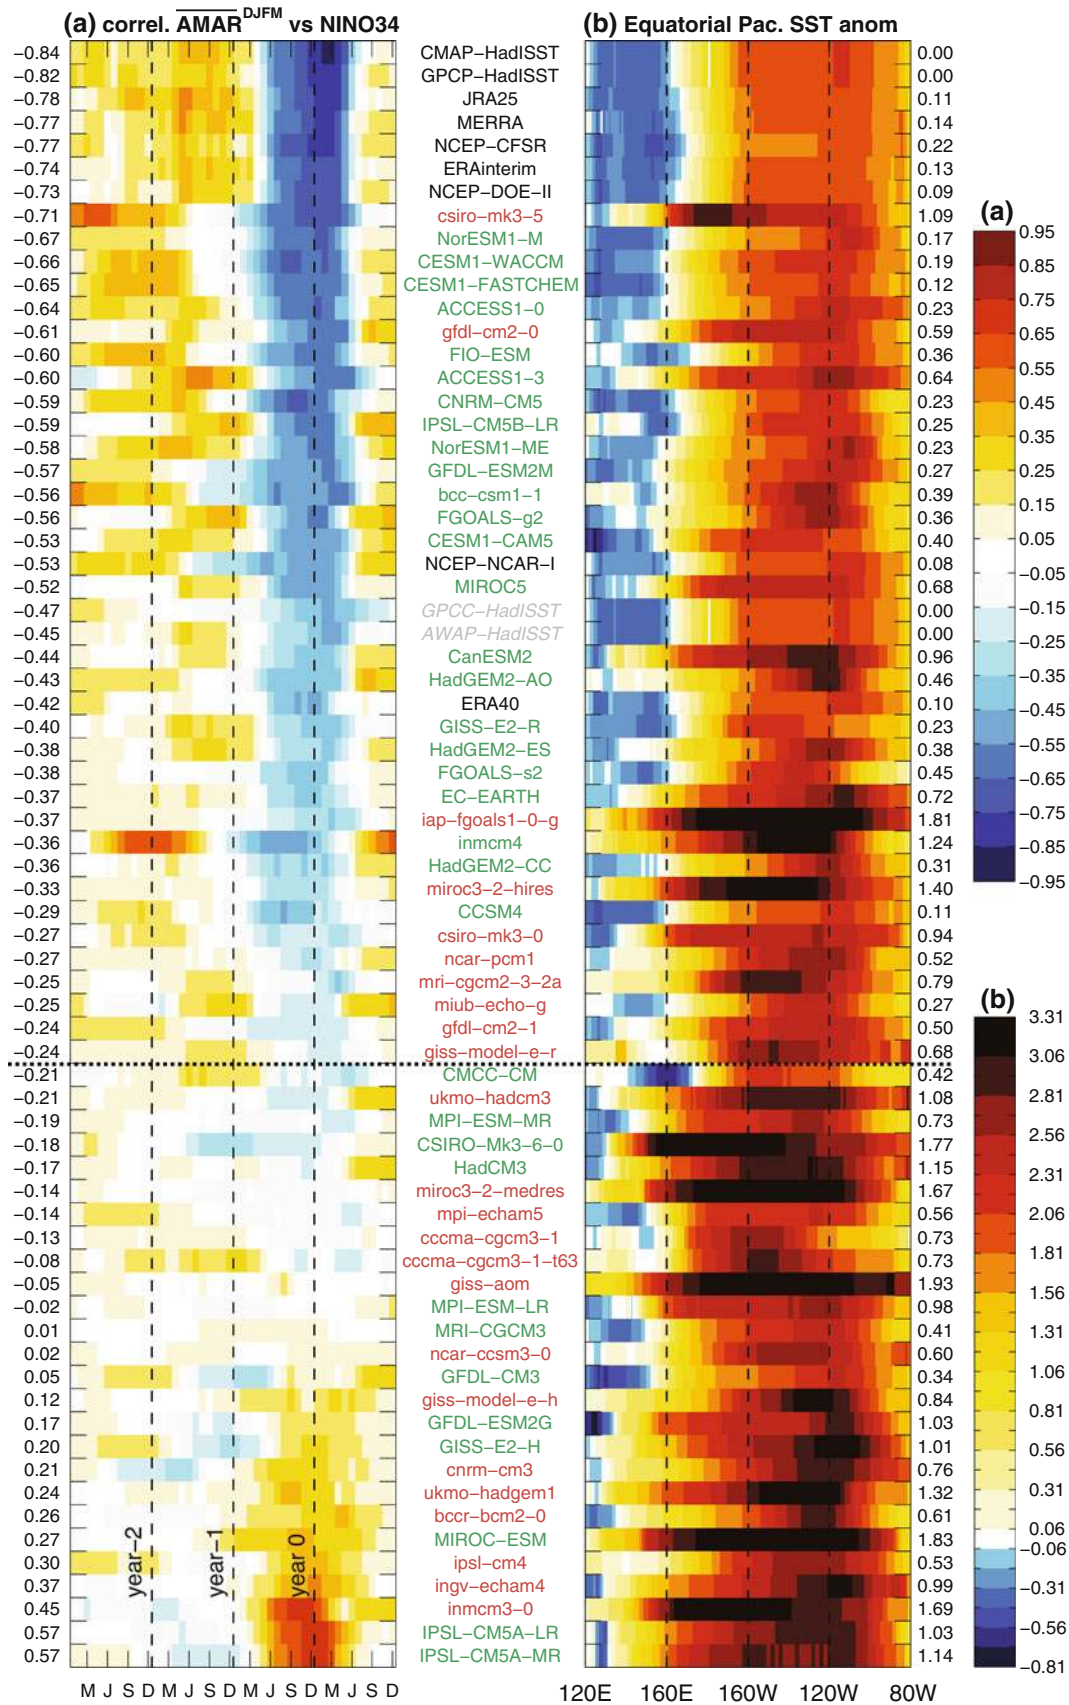 (a) correl. AMAR DJFM vs NINO34
(b) Equatorial Pac. SST anom
−0.84 CMAP−HadISST 0.00
−0.82 GPCP−HadISST 0.00
−0.78 JRA25 0.11
−0.77 MERRA 0.14
−0.77 NCEP−CFSR 0.22
−0.74 ERAinterim 0.13
−0.73 NCEP−DOE−II 0.09
−0.71 csiro−mk3−5 1.09
−0.67 NorESM1−M 0.17
−0.66 CESM1−WACCM 0.19
−0.65 CESM1−FASTCHEM 0.12
−0.64 ACCESS1−0 0.23
−0.61 gfdl−cm2−0 0.59
−0.60 FIO−ESM 0.36
−0.60 ACCESS1−3 0.64
−0.59 CNRM−CM5 0.23
−0.59 IPSL−CM5B−LR 0.25
−0.58 NorESM1−ME 0.23
−0.57 GFDL−ESM2M 0.27
−0.56 bcc−csm1−1 0.39
−0.56 FGOALS−g2 0.36
−0.53 CESM1−CAM5 0.40
−0.53 NCEP−NCAR−I 0.08
−0.52 MIROC5 0.68
−0.47 GPCC−HadISST 0.00
−0.45 AWAP−HadISST 0.00
−0.44 CanESM2 0.96
−0.43 HadGEM2−AO 0.46
−0.42 ERA40 0.10
−0.40 GISS−E2−R 0.23
−0.38 HadGEM2−ES 0.38
−0.38 FGOALS−s2 0.45
−0.37 EC−EARTH 0.72
−0.37 iap−fgoals1−0−g 1.81
−0.36 inmcm4 1.24
−0.36 HadGEM2−CC 0.31
−0.33 miroc3−2−hires 1.40
−0.29 CCSM4 0.11
−0.27 csiro−mk3−0 0.94
−0.27 ncar−pcm1 0.52
−0.25 mri−cgcm2−3−2a 0.79
−0.25 miub−echo−g 0.27
−0.24 gfdl−cm2−1 0.50
−0.24 giss−model−e−r 0.68
−0.21 CMCC−CM 0.42
−0.21 ukmo−hadcm3 1.08
−0.19 MPI−ESM−MR 0.73
−0.18 CSIRO−Mk3−6−0 1.77
−0.17 HadCM3 1.15
−0.14 miroc3−2−medres 1.67
−0.14 mpi−echam5 0.56
−0.13 cccma−cgcm3−1 0.73
−0.08 cccma−cgcm3−1−t63 0.73
−0.05 giss−aom 1.93
−0.02 MPI−ESM−LR 0.98
0.01 MRI−CGCM3 0.41
0.02 ncar−ccsm3−0 0.60
0.05 GFDL−CM3 0.34
0.12 giss−model−e−h 0.84
0.17 GFDL−ESM2G 1.03
0.20 GISS−E2−H 1.01
0.21 cnrm−cm3 0.76
0.24 ukmo−hadgem1 1.32
0.26 bccr−bcm2−0 0.61
0.27 MIROC−ESM 1.83
0.30 ipsl−cm4 0.53
0.37 ingv−echam4 0.99
0.45 inmcm3−0 1.69
0.57 IPSL−CM5A−LR 1.03
0.57 IPSL−CM5A−MR 1.14
year−2
year−1
year 0
M J S D M J S D M J S D M J S D
120E 160E 160W 120W 80W
(a)
0.95
0.85
0.75
0.65
0.55
0.45
0.35
0.25
0.15
0.05
−0.05
−0.15
−0.25
−0.35
−0.45
−0.55
−0.65
−0.75
−0.85
−0.95
(b)
3.31
3.06
2.81
2.56
2.31
2.06
1.81
1.56
1.31
1.06
0.81
0.56
0.31
0.06
−0.06
−0.31
−0.56
−0.81